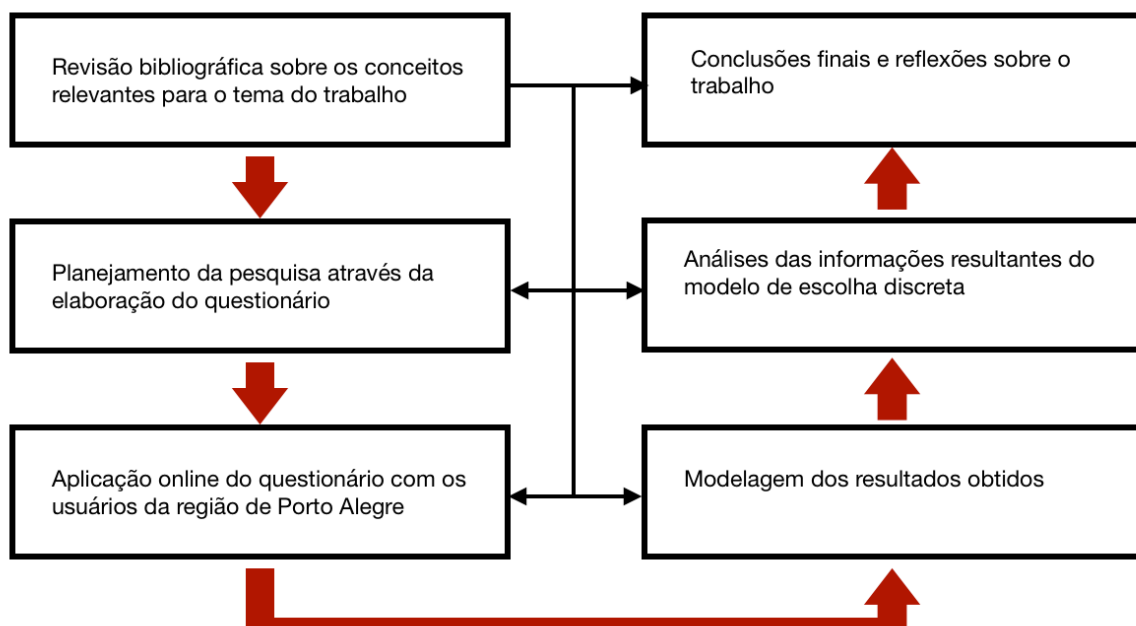 Revisão bibliográfica sobre os conceitos
relevantes para o tema do trabalho
Planejamento da pesquisa através da
elaboração do questionário
Aplicação online do questionário com os
usuários da região de Porto Alegre
Modelagem dos resultados obtidos
Análises das informações resultantes do
modelo de escolha discreta
Conclusões finais e reflexões sobre o
trabalho